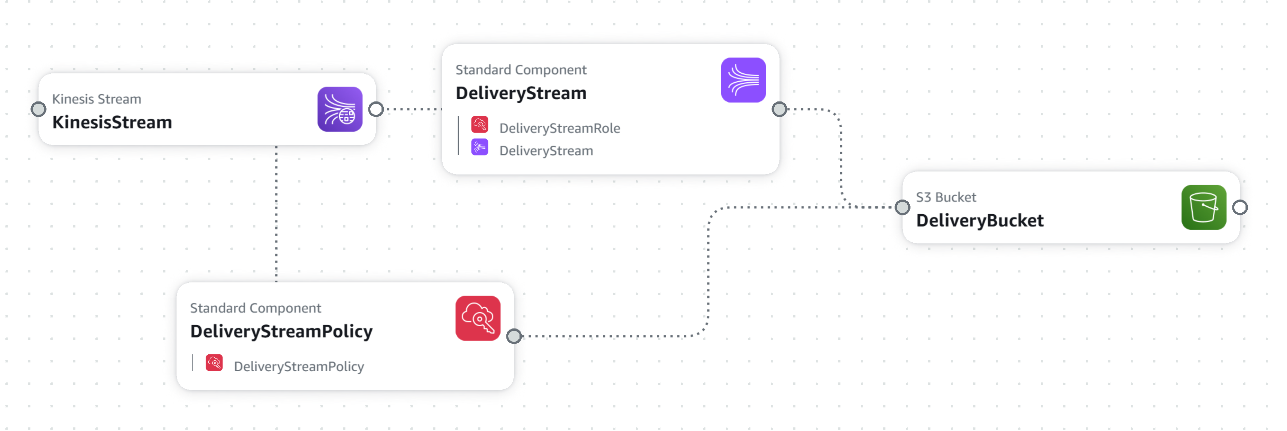 Kinesis Stream
KinesisStream
Standard Component
DeliveryStream
DeliveryStreamRole
DeliveryStream
S3 Bucket
DeliveryBucket
Standard Component
DeliveryStreamPolicy
DeliveryStreamPolicy